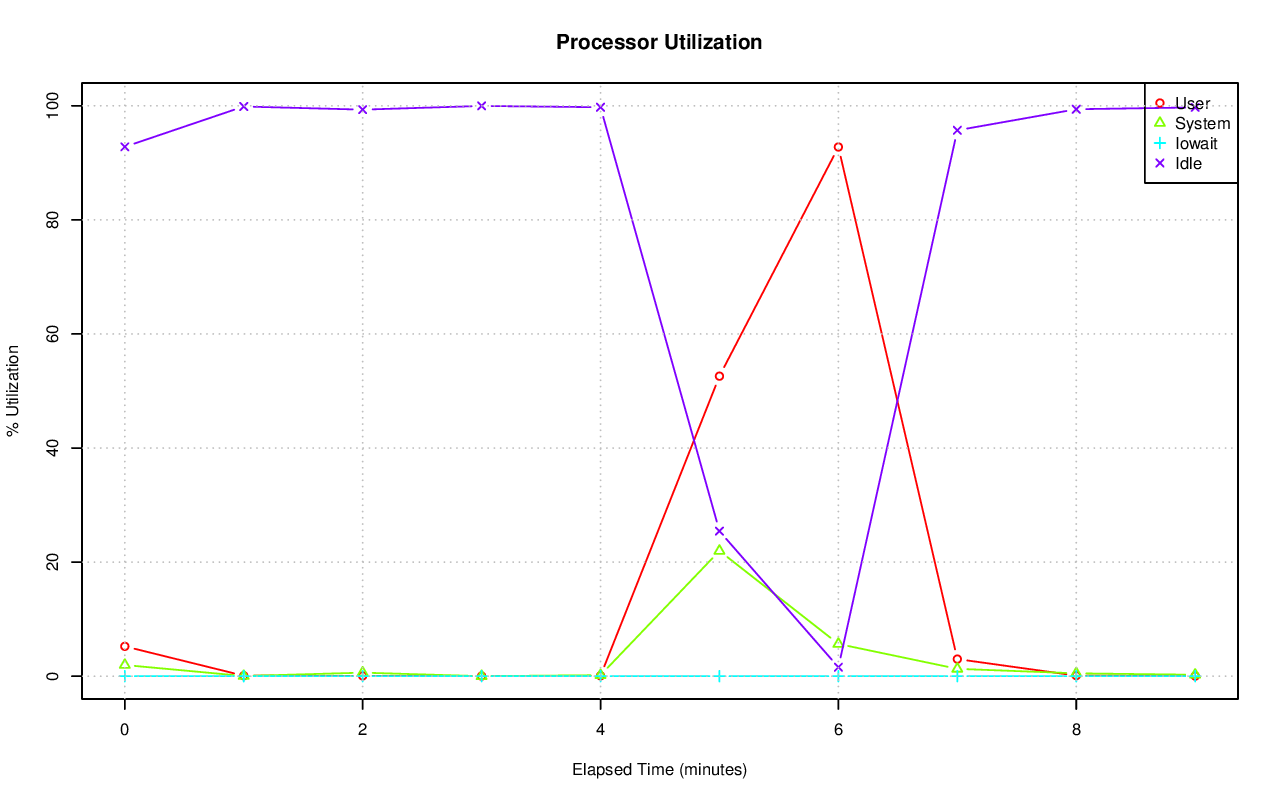 Processor Utilization
% Utilization
100
80
60
40
20
0
User
System
Iowait
Idle
0 2 4 6 8
Elapsed Time (minutes)